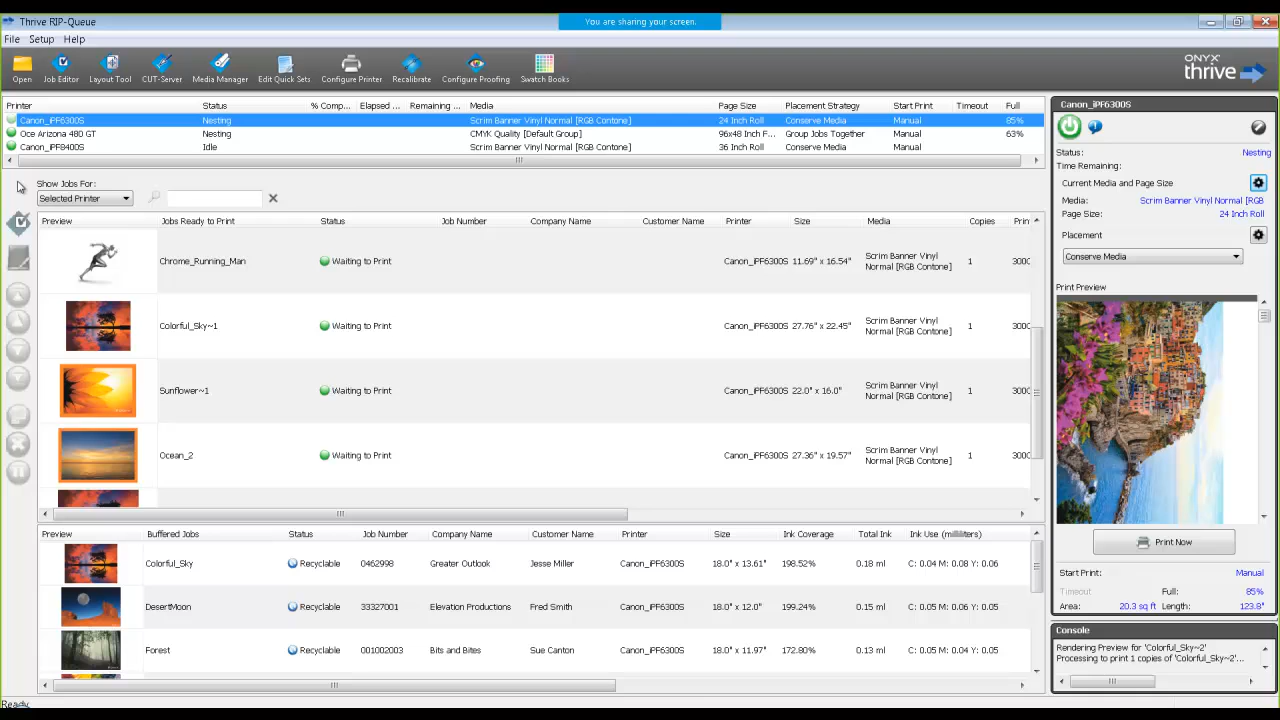 Thrive RIP-Queue
You are sharing your screen.
File Setup Help
Open Job Editor Layout Tool CUT-Server Media Manager Edit Quick Sets Configure Printer Recalibrate Configure Proofing Swatch Books
ONYX
thrive
Printer Status % Comp... Elapsed ... Remaining ... Media Page Size Placement Strategy Start Print Timeout Full
Canon_iPF6300S Nesting Scrim Banner Vinyl Normal [RGB Contone] 24 Inch Roll Conserve Media Manual 85%
Oce Arizona 480 GT Nesting CMYK Quality [Default Group] 96x48 Inch F... Group Jobs Together Manual 63%
Canon_iPF8400S Idle Scrim Banner Vinyl Normal [RGB Contone] 36 Inch Roll Conserve Media Manual
Show Jobs For:
Selected Printer
Preview Jobs Ready to Print Status Job Number Company Name Customer Name Printer Size Media Copies Prin
Chrome_Running_Man Waiting to Print Canon_iPF6300S 11.69" x 16.54" Scrim Banner Vinyl
Normal [RGB Contone] 1 300(
Colorful_Sky~1 Waiting to Print Canon_iPF6300S 27.76" x 22.45" Scrim Banner Vinyl
Normal [RGB Contone] 1 300(
Sunflower~1 Waiting to Print Canon_iPF6300S 22.0" x 16.0" Scrim Banner Vinyl
Normal [RGB Contone] 1 300(
Ocean_2 Waiting to Print Canon_iPF6300S 27.36" x 19.57" Scrim Banner Vinyl
Normal [RGB Contone] 1 300(
Preview Buffered Jobs Status Job Number Company Name Customer Name Printer Size Ink Coverage Total Ink Ink Use (milliliters)
Colorful_Sky Recyclable 0462998 Greater Outlook Jesse Miller Canon_iPF6300S 18.0" x 13.61" 198.52% 0.18 ml C: 0.04 M: 0.08 Y: 0.06
DesertMoon Recyclable 33327001 Elevation Productions Fred Smith Canon_iPF6300S 18.0" x 12.0" 199.24% 0.15 ml C: 0.05 M: 0.06 Y: 0.05
Forest Recyclable 001002003 Bits and Bites Sue Canton Canon_iPF6300S 18.0" x 11.97" 172.80% 0.13 ml C: 0.05 M: 0.04 Y: 0.05
Ready
Canon_iPF6300S
Status: Nesting
Time Remaining:
Current Media and Page Size
Media: Scrim Banner Vinyl Normal [RGB
Page Size: 24 Inch Roll
Placement
Conserve Media
Print Preview
Print Now
Start Print: Manual
Timeout Full: 85%
Area: 20.3 sq ft Length: 123.8"
Console
Rendering Preview for 'Colorful_Sky~2'
Processing to print 1 copies of 'Colorful_Sky~2'...